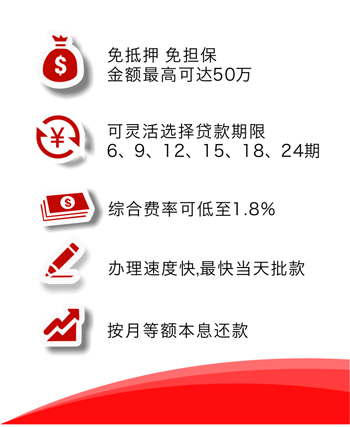 免抵押 免担保
金额最高可达50万
可灵活选择贷款期限
6、9、12、15、18、24期
综合费率可低至1.8%
办理速度快,最快当天批款
按月等额本息还款